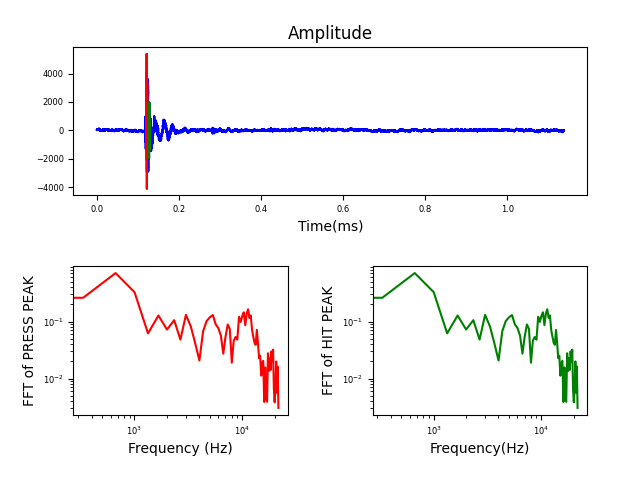 Amplitude
4000
2000
0
−2000
−4000
0.0 0.2 0.4 0.6 0.8 1.0
Time(ms)
FFT of PRESS PEAK
10⁻¹
10⁻²
10³ 10⁴
Frequency (Hz)
FFT of HIT PEAK
10⁻¹
10⁻²
10³ 10⁴
Frequency(Hz)